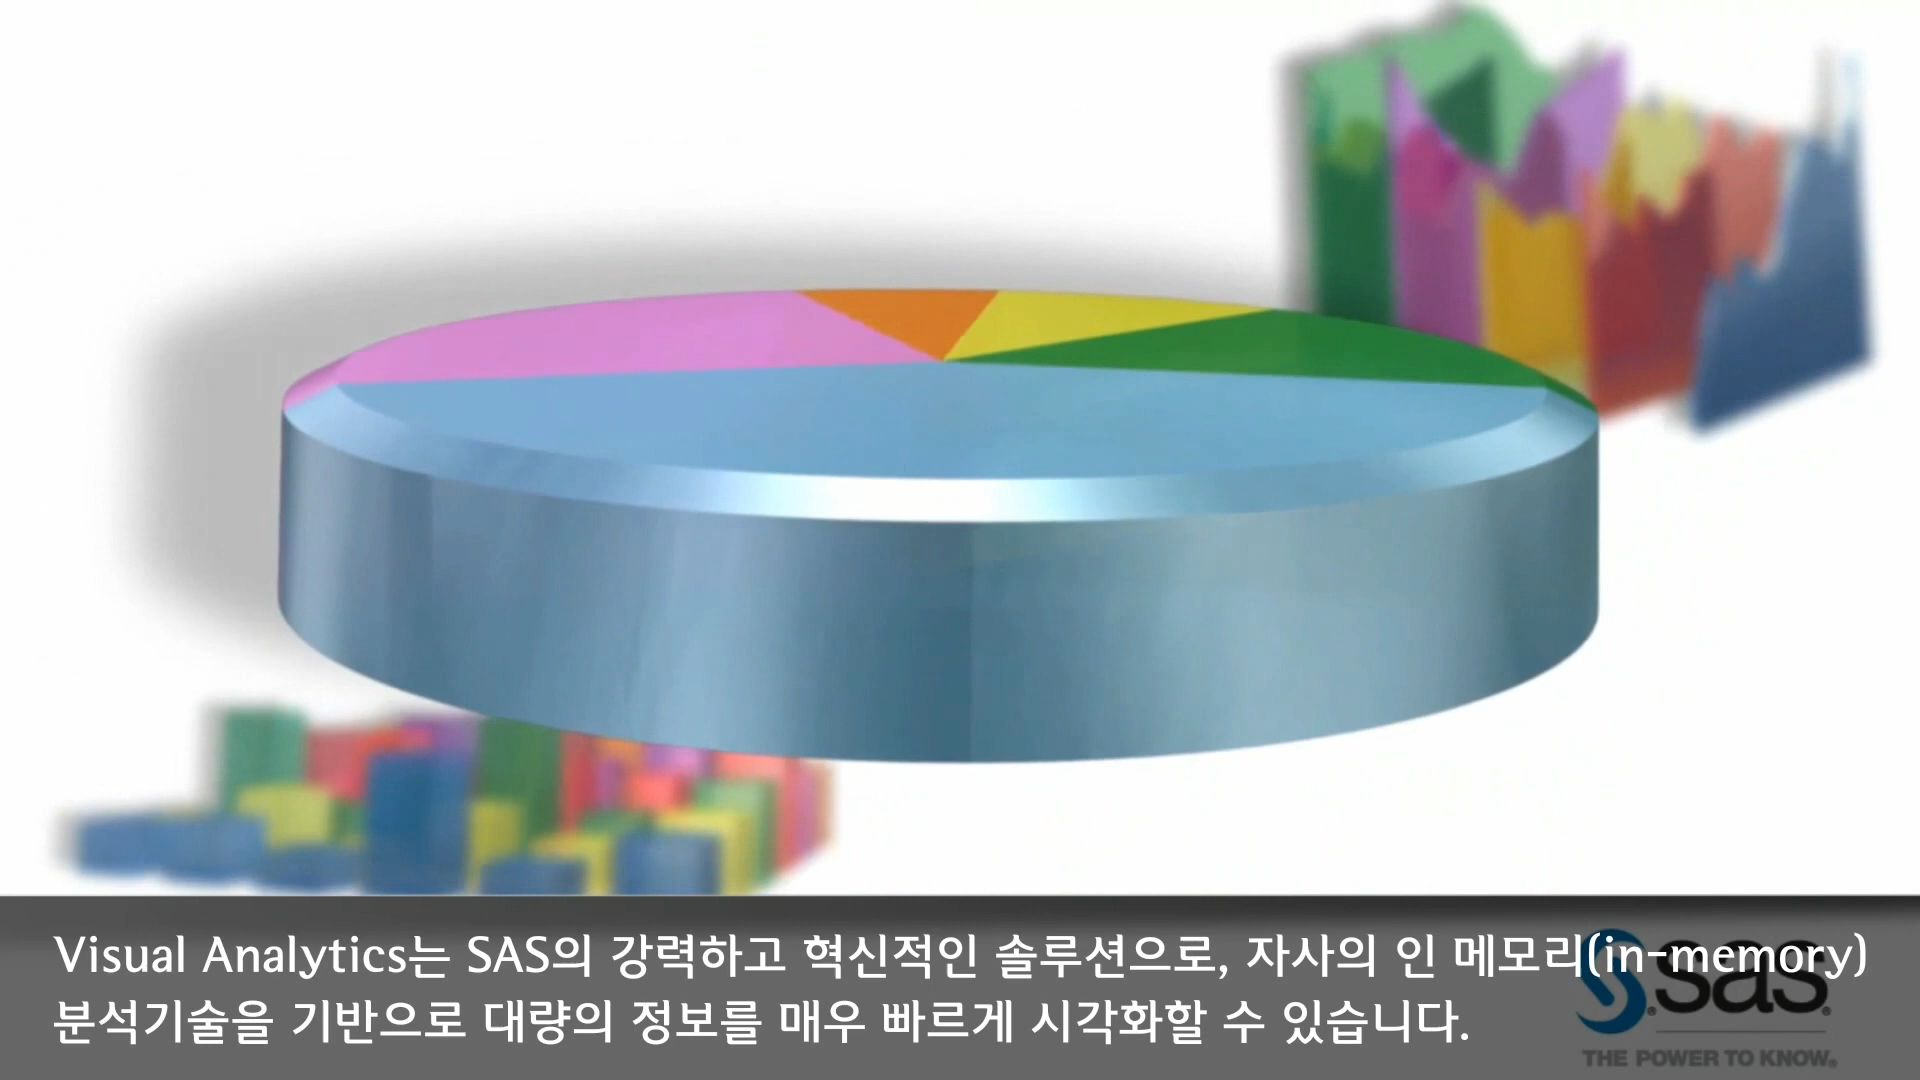 Visual Analytics는 SAS의 강력하고 혁신적인 솔루션으로, 자사의 인 메모리(in-memory)
분석기술을 기반으로 대량의 정보를 매우 빠르게 시각화할 수 있습니다.
sas
THE POWER TO KNOW®